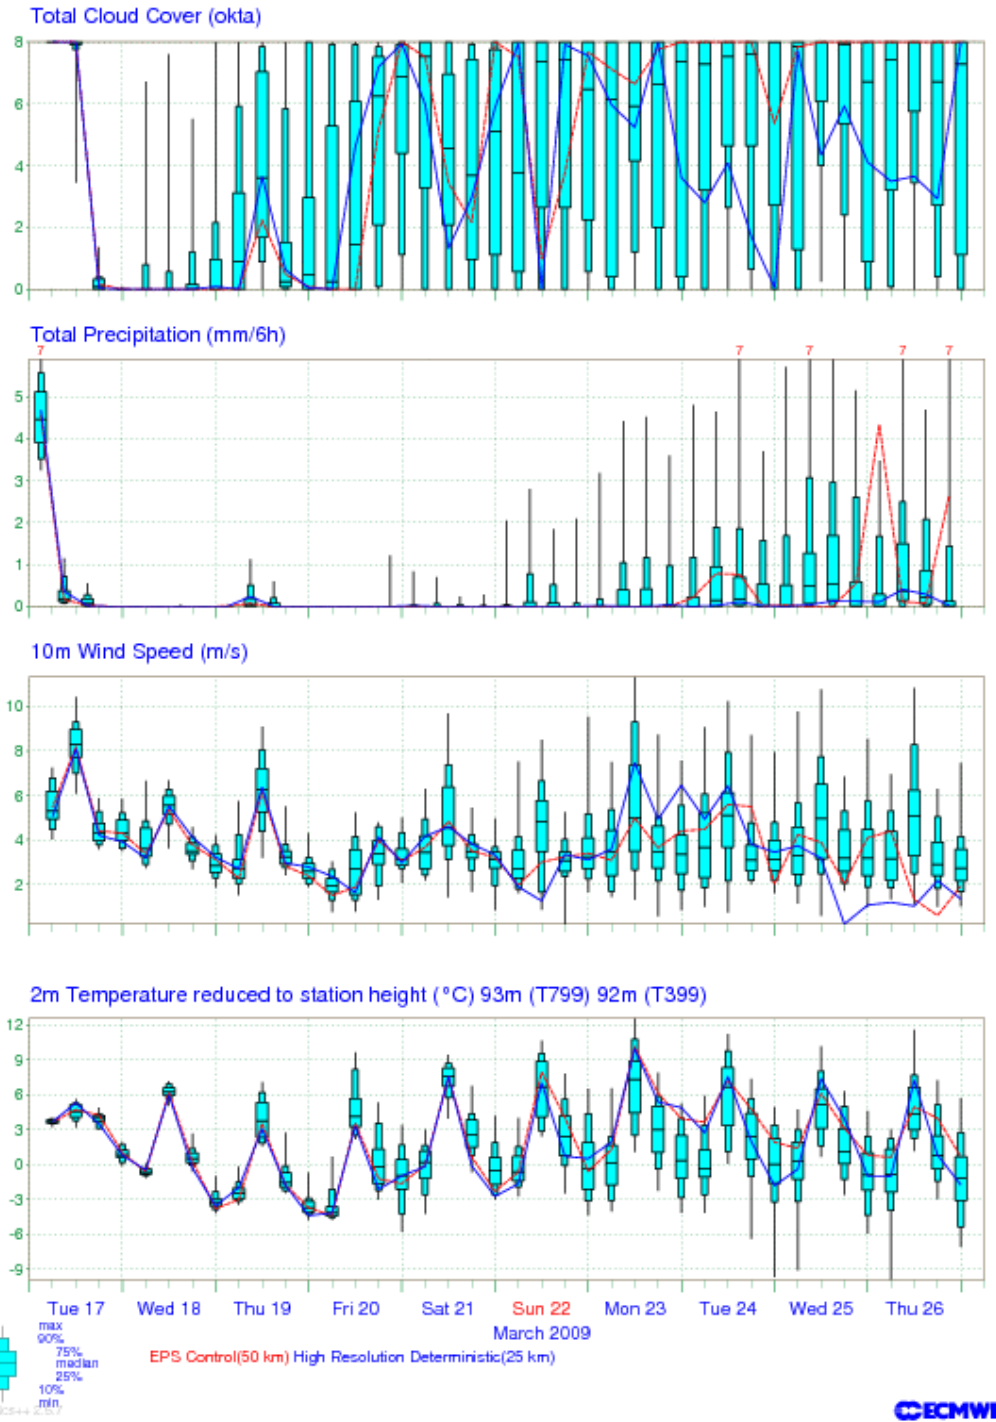 Total Cloud Cover (okta)
8
6
4
2
0
Total Precipitation (mm/6h)
7 7 7 7 7
5
4
3
2
1
0
10m Wind Speed (m/s)
10
8
6
4
2
2m Temperature reduced to station height (°C) 93m (T799) 92m (T399)
12
9
6
3
0
-3
-6
-9
Tue 17 Wed 18 Thu 19 Fri 20 Sat 21 Sun 22 Mon 23 Tue 24 Wed 25 Thu 26
March 2009
max
90%
75%
median
25%
10%
min
EPS Control(50 km) High Resolution Deterministic(25 km)
ECMWF